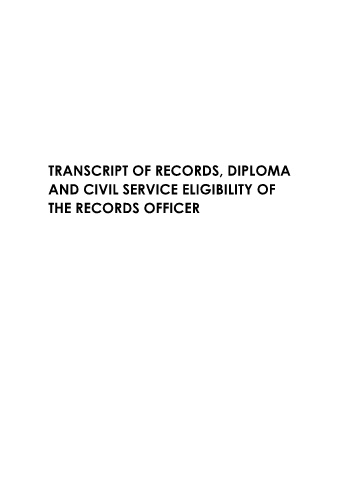 TRANSCRIPT OF RECORDS, DIPLOMA
AND CIVIL SERVICE ELIGIBILITY OF
THE RECORDS OFFICER